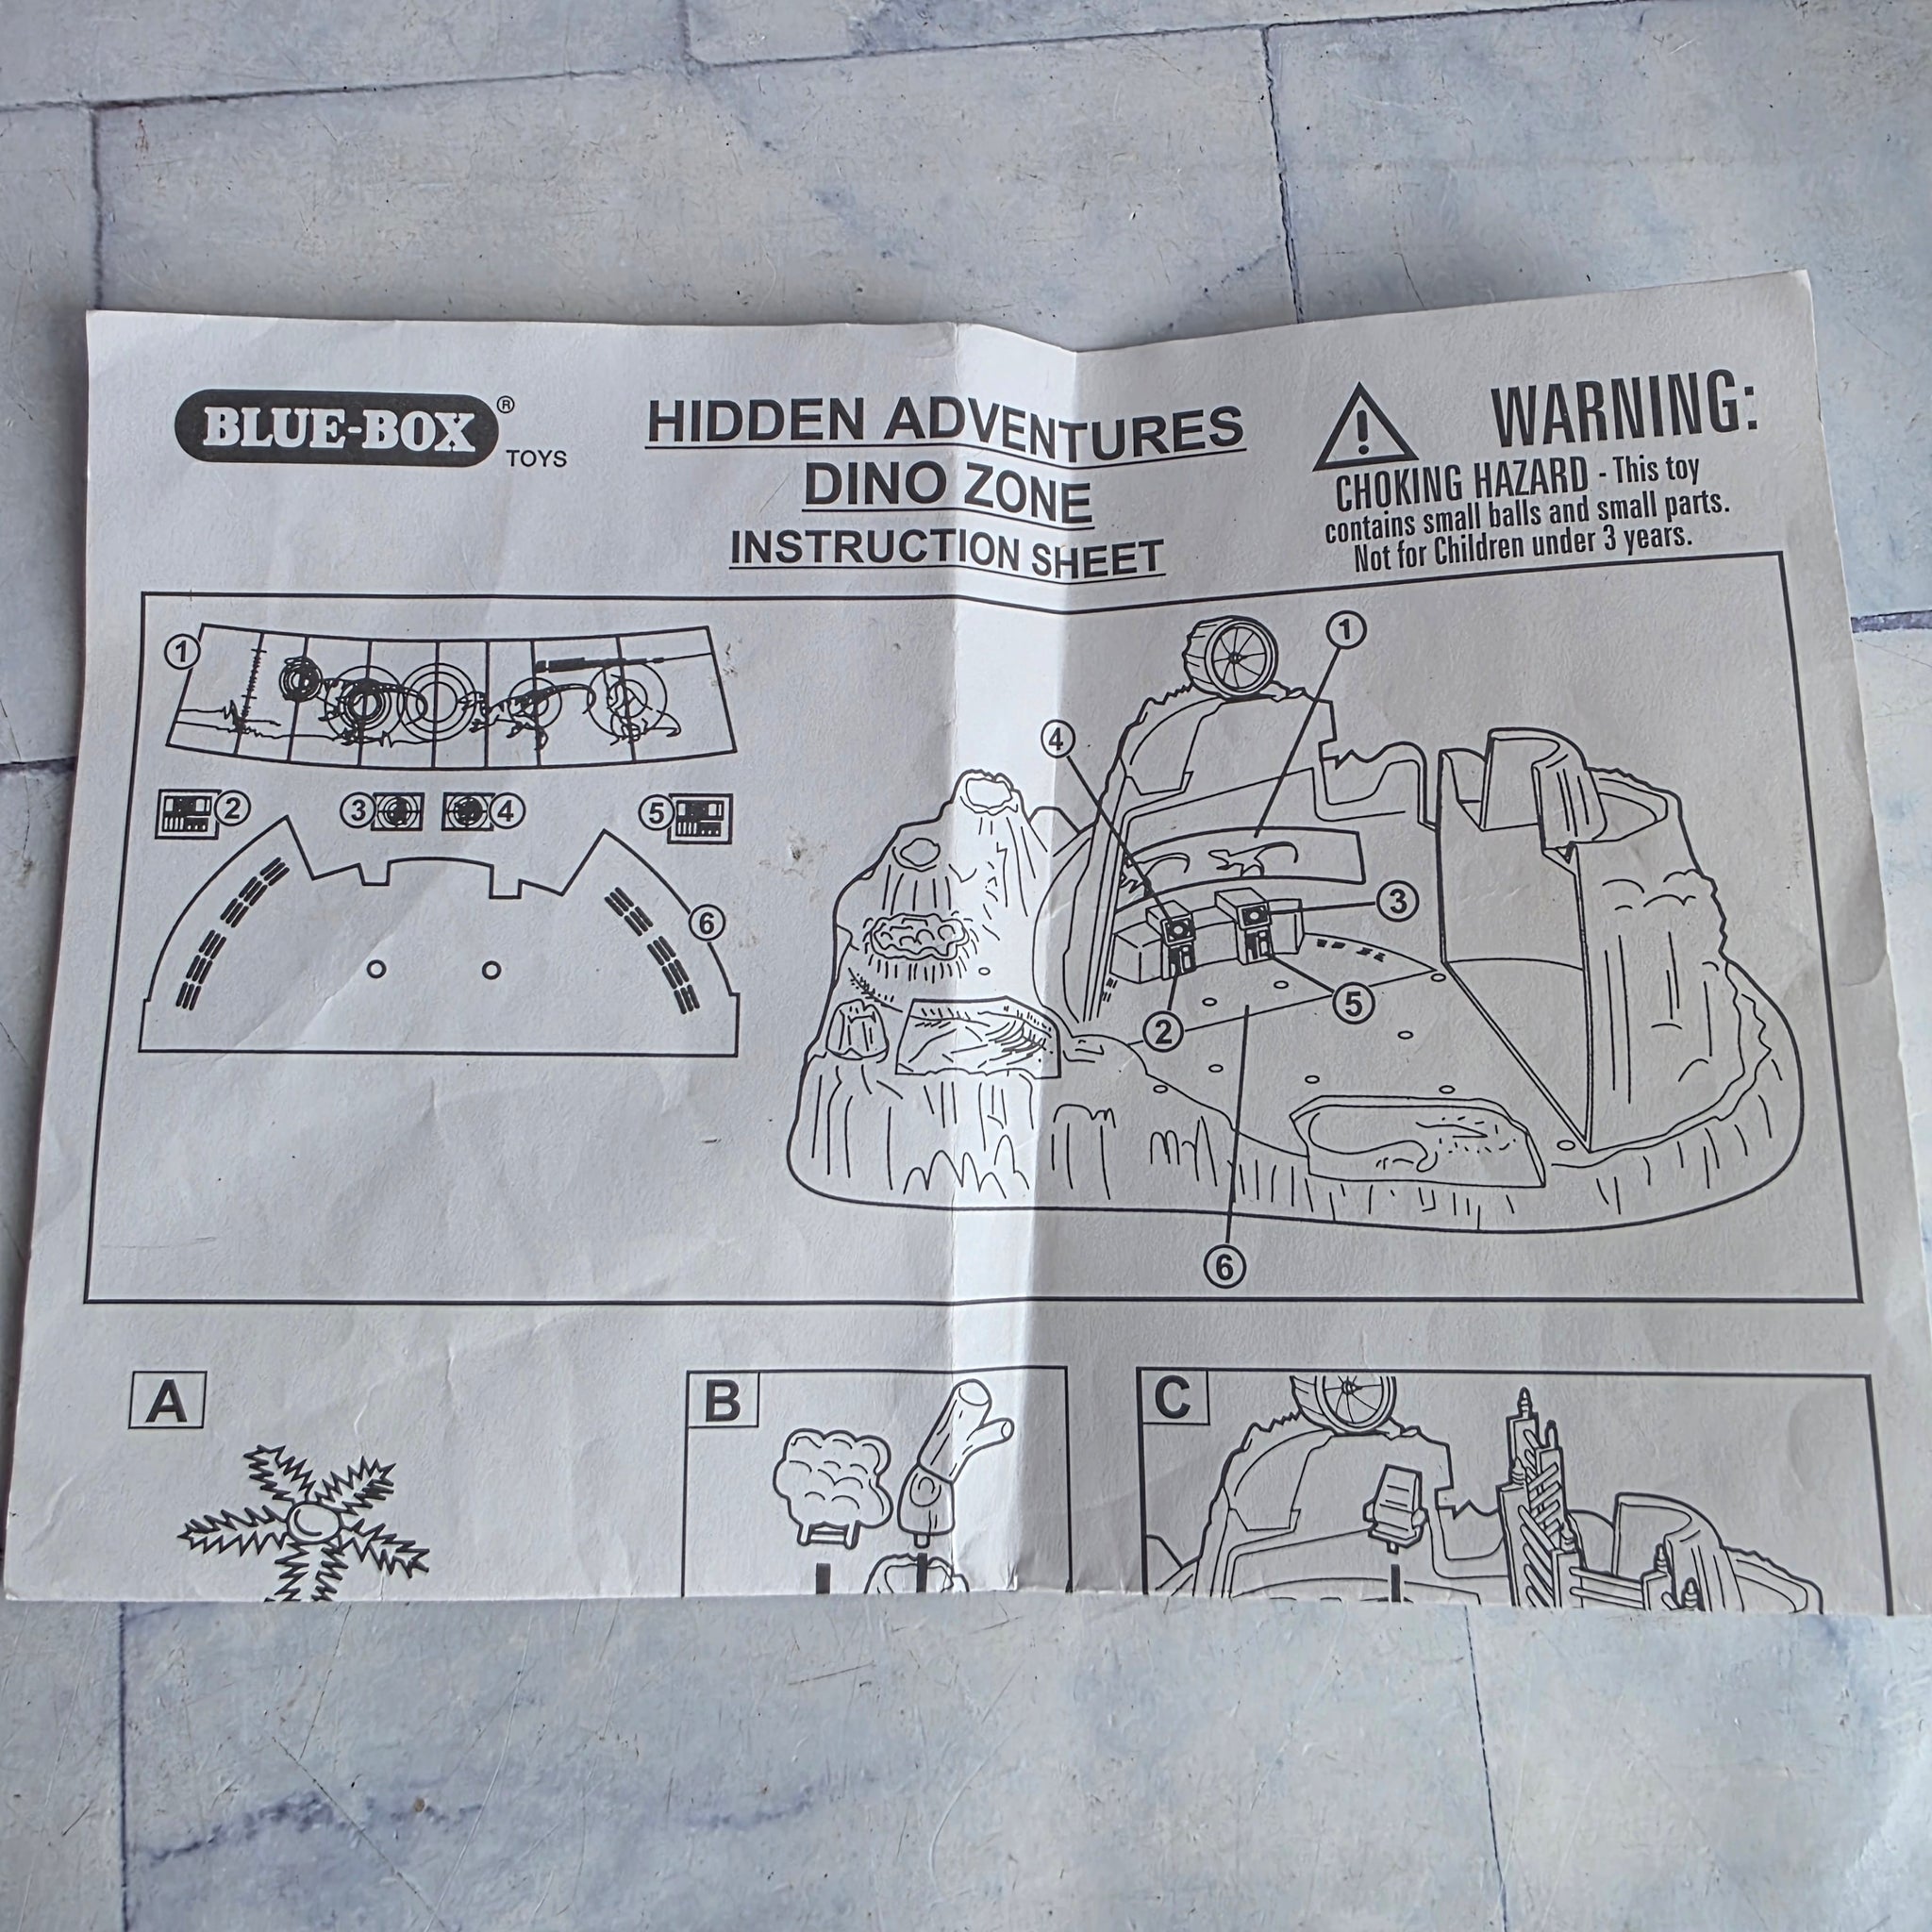 BLUE-BOX®
TOYS
HIDDEN ADVENTURES
DINO ZONE
INSTRUCTION SHEET
WARNING:
CHOKING HAZARD - This toy
contains small balls and small parts.
Not for Children under 3 years.
1
2
3
4
5
6
1
4
3
2
5
6
A
B
C